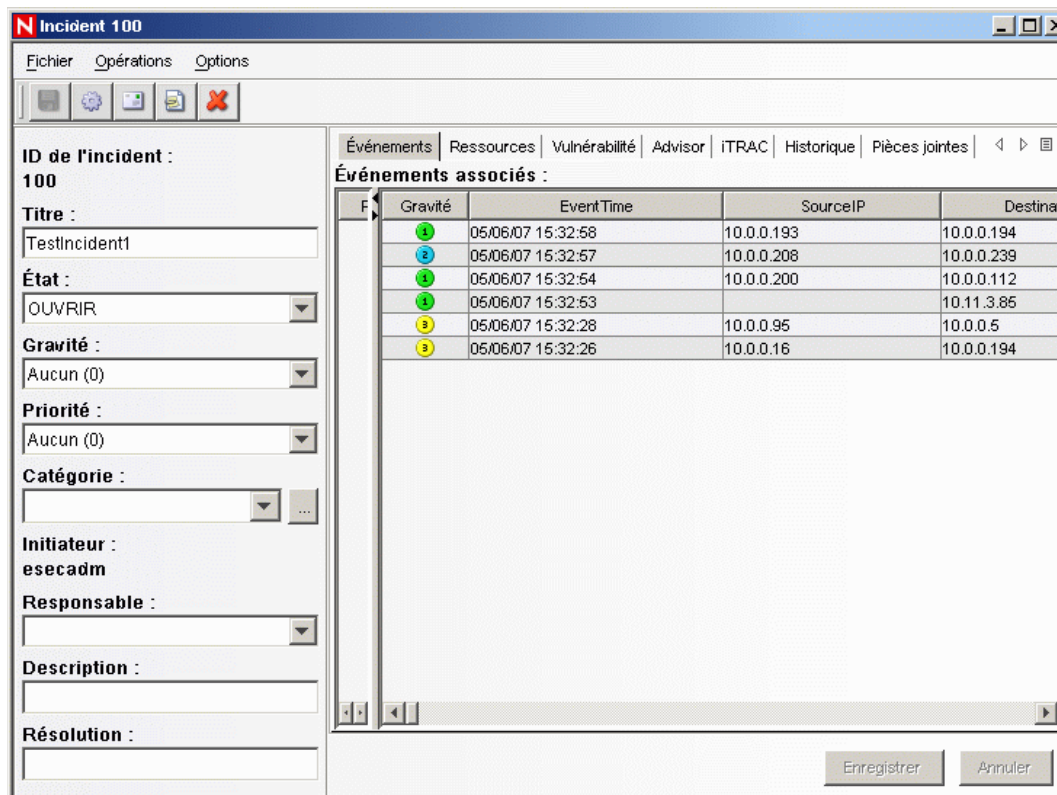 Incident 100
Fichier Opérations Options
ID de l'incident :
100
Titre :
TestIncident1
État :
OUVRIR
Gravité :
Aucun (0)
Priorité :
Aucun (0)
Catégorie :
...
Initiateur :
esecadm
Responsable :
Description :
Résolution :
Événements Ressources Vulnérabilité Advisor iTRAC Historique Pièces jointes
Événements associés :
Gravité EventTime SourceIP Destina
1 05/06/07 15:32:58 10.0.0.193 10.0.0.194
2 05/06/07 15:32:57 10.0.0.208 10.0.0.239
1 05/06/07 15:32:54 10.0.0.200 10.0.0.112
1 05/06/07 15:32:53 10.11.3.85
3 05/06/07 15:32:28 10.0.0.95 10.0.0.5
3 05/06/07 15:32:26 10.0.0.16 10.0.0.194
Enregistrer Annuler